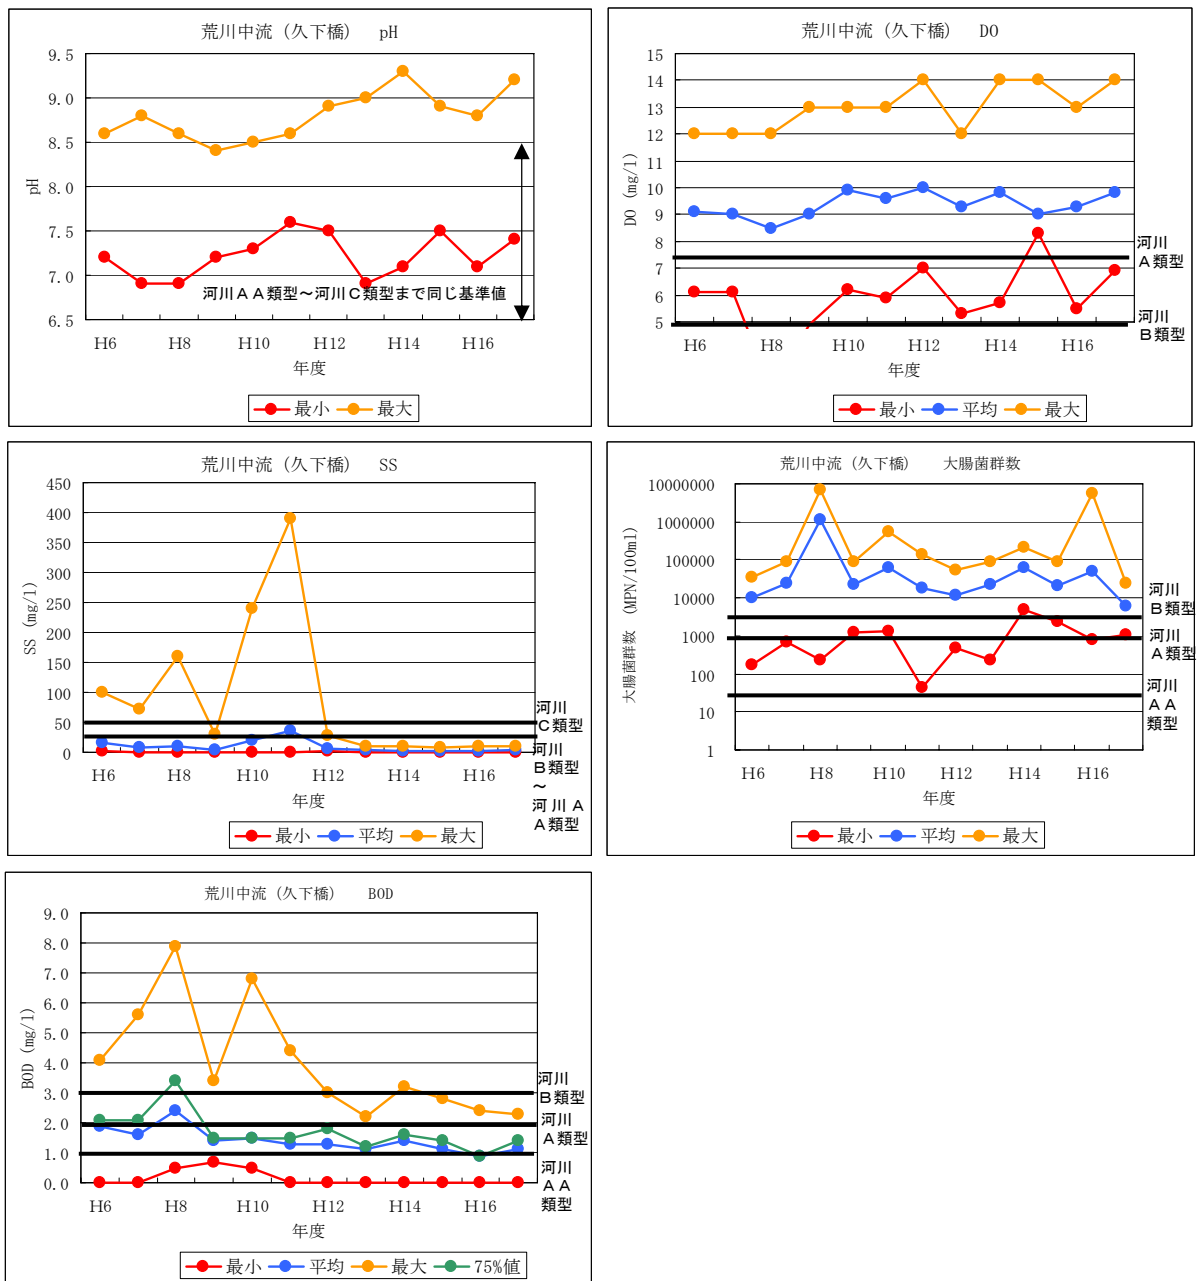 荒川中流（久下橋） pH
9.5
9.0
8.5
8.0
7.5
7.0
6.5
pH
河川ＡＡ類型～河川Ｃ類型まで同じ基準値
H6 H8 H10 H12 H14 H16
年度
最小 最大
荒川中流（久下橋） DO
15
14
13
12
11
10
9
8
7
6
5
DO (mg/l)
河川
Ａ類型
河川
Ｂ類型
H6 H8 H10 H12 H14 H16
年度
最小 平均 最大
荒川中流（久下橋） SS
450
400
350
300
250
200
150
100
50
0
SS (mg/l)
河川
Ｃ類型
河川
Ｂ類型
～
河川Ａ
Ａ類型
H6 H8 H10 H12 H14 H16
年度
最小 平均 最大
荒川中流（久下橋） 大腸菌群数
10000000
1000000
100000
10000
1000
100
10
1
大腸菌群数 (MPN/100ml)
河川
Ｂ類型
河川
Ａ類型
河川
ＡＡ
類型
H6 H8 H10 H12 H14 H16
年度
最小 平均 最大
荒川中流（久下橋） BOD
9.0
8.0
7.0
6.0
5.0
4.0
3.0
2.0
1.0
0.0
BOD (mg/l)
河川
Ｂ類型
河川
Ａ類型
河川
ＡＡ
類型
H6 H8 H10 H12 H14 H16
年度
最小 平均 最大 75%値